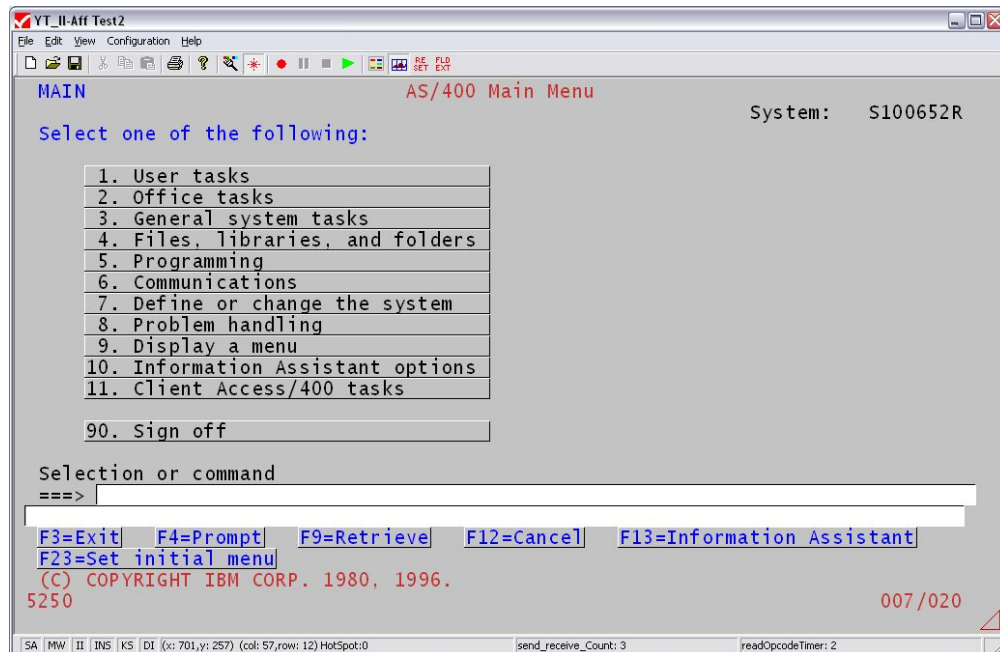 YT_II-Aff Test2
File Edit View Configuration Help
RE SET FLD EXT
MAIN AS/400 Main Menu
System: S100652R
Select one of the following:
1. User tasks
2. Office tasks
3. General system tasks
4. Files, libraries, and folders
5. Programming
6. Communications
7. Define or change the system
8. Problem handling
9. Display a menu
10. Information Assistant options
11. Client Access/400 tasks
90. Sign off
Selection or command
===>
F3=Exit F4=Prompt F9=Retrieve F12=Cancel F13=Information Assistant
F23=Set initial menu
(C) COPYRIGHT IBM CORP. 1980, 1996.
5250 007/020
SA MW II INS KS DI (x: 701,y: 257) (col: 57,row: 12) HotSpot:0 send_receive_Count: 3 readOpcodeTimer: 2